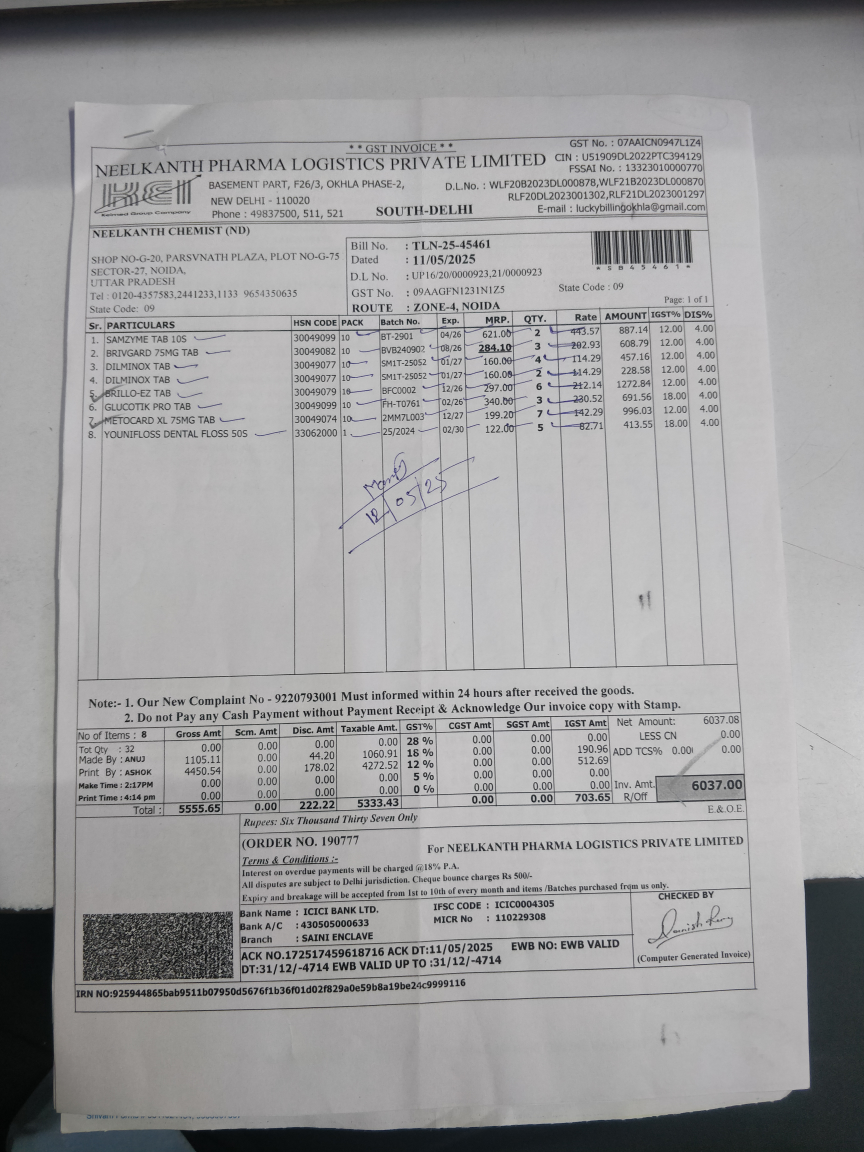 * * GST INVOICE * *
GST No. : 07AAICN0947L1Z4
NEELKANTH PHARMA LOGISTICS PRIVATE LIMITED
CIN : U51909DL2022PTC394129
FSSAI No. : 13323010000770
KEI
Keimed Group Company
BASEMENT PART, F26/3, OKHLA PHASE-2,
NEW DELHI - 110020
Phone : 49837500, 511, 521
SOUTH-DELHI
D.L.No. : WLF20B2023DL000878,WLF21B2023DL000870
RLF20DL2023001302,RLF21DL2023001297
E-mail : luckybillingokhla@gmail.com
NEELKANTH CHEMIST (ND)
SHOP NO-G-20, PARSVNATH PLAZA, PLOT NO-G-75
SECTOR-27, NOIDA,
UTTAR PRADESH
Tel : 0120-4357583,2441233,1133 9654350635
State Code: 09
Bill No. : TLN-25-45461
Dated : 11/05/2025
D.L No. : UP16/20/0000923,21/0000923
GST No. : 09AAGFN1231N1Z5
State Code : 09
ROUTE : ZONE-4, NOIDA
* S B 4 5 4 6 1 *
Page: 1 of 1
Sr. PARTICULARS HSN CODE PACK Batch No. Exp. MRP. QTY. Rate AMOUNT IGST% DIS%
1. SAMZYME TAB 10S 30049099 10 BT-2901 04/26 621.00 2 443.57 887.14 12.00 4.00
2. BRIVGARD 75MG TAB 30049082 10 BVB240902 08/26 284.10 3 202.93 608.79 12.00 4.00
3. DILMINOX TAB 30049077 10 SM1T-25052 01/27 160.00 4 114.29 457.16 12.00 4.00
4. DILMINOX TAB 30049077 10 SM1T-25052 01/27 160.00 2 114.29 228.58 12.00 4.00
5. BRILLO-EZ TAB 30049079 10 BFC0002 12/26 297.00 6 212.14 1272.84 12.00 4.00
6. GLUCOTIK PRO TAB 30049099 10 FH-T0761 02/26 340.00 3 230.52 691.56 18.00 4.00
7. METOCARD XL 75MG TAB 30049074 10 2MM7L003 12/27 199.20 7 142.29 996.03 12.00 4.00
8. YOUNIFLOSS DENTAL FLOSS 50S 33062000 1 25/2024 02/30 122.00 5 82.71 413.55 18.00 4.00
12/05/25
Note:- 1. Our New Complaint No - 9220793001 Must informed within 24 hours after received the goods.
2. Do not Pay any Cash Payment without Payment Receipt & Acknowledge Our invoice copy with Stamp.
No of Items : 8 Gross Amt Scm. Amt Disc. Amt Taxable Amt. GST% CGST Amt SGST Amt IGST Amt
Tot Qty : 32 0.00 0.00 0.00 0.00 28 % 0.00 0.00 0.00
Made By : ANUJ 1105.11 0.00 44.20 1060.91 18 % 0.00 0.00 190.96
Print By : ASHOK 4450.54 0.00 178.02 4272.52 12 % 0.00 0.00 512.69
Make Time : 2:17PM 0.00 0.00 0.00 0.00 5 % 0.00 0.00 0.00
Print Time : 4:14 pm 0.00 0.00 0.00 0.00 0 % 0.00 0.00 0.00
Total : 5555.65 0.00 222.22 5333.43 0.00 0.00 703.65
Net Amount: 6037.08
LESS CN 0.00
ADD TCS% 0.00 0.00
Inv. Amt. 6037.00
R/Off
E.&.O.E.
Rupees: Six Thousand Thirty Seven Only
(ORDER NO. 190777
For NEELKANTH PHARMA LOGISTICS PRIVATE LIMITED
Terms & Conditions :-
Interest on overdue payments will be charged @18% P.A.
All disputes are subject to Delhi jurisdiction. Cheque bounce charges Rs 500/-
Expiry and breakage will be accepted from 1st to 10th of every month and items /Batches purchased from us only.
Bank Name : ICICI BANK LTD.
Bank A/C : 430505000633
Branch : SAINI ENCLAVE
IFSC CODE : ICIC0004305
MICR No : 110229308
CHECKED BY
(Computer Generated Invoice)
ACK NO.172517459618716 ACK DT:11/05/2025 EWB NO: EWB VALID
DT:31/12/-4714 EWB VALID UP TO :31/12/-4714
IRN NO:925944865bab9511b07950d5676f1b36f01d02f829a0e59b8a19be24c9999116